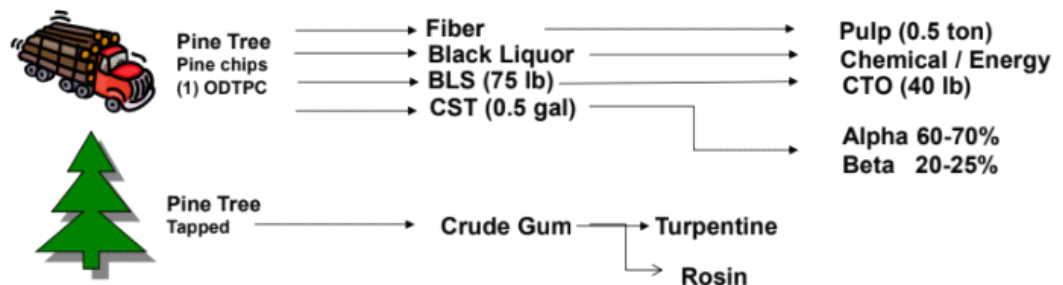 Pine Tree
Pine chips
(1) ODTPC
Fiber
Black Liquor
BLS (75 lb)
CST (0.5 gal)
Pulp (0.5 ton)
Chemical / Energy
CTO (40 lb)
Alpha 60-70%
Beta 20-25%
Pine Tree
Tapped
Crude Gum
Turpentine
Rosin